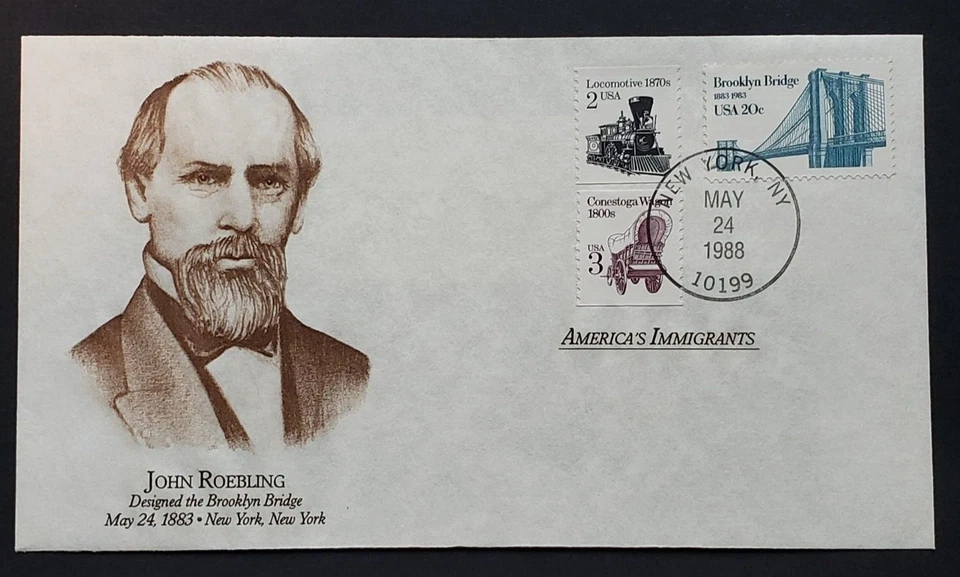 Locomotive 1870s
2 USA
Brooklyn Bridge
1883 1983
USA 20c
Conestoga Wagon
1800s
USA
3
NEW YORK, NY
MAY
24
1988
10199
AMERICA'S IMMIGRANTS
JOHN ROEBLING
Designed the Brooklyn Bridge
May 24, 1883 • New York, New York